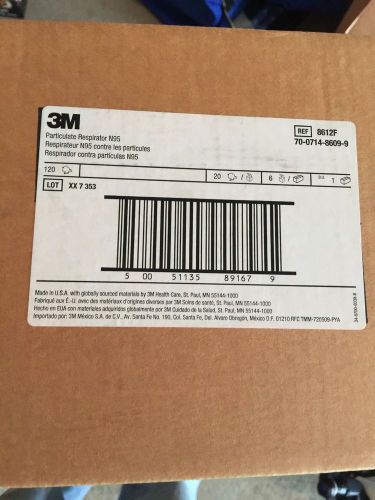 3M
Particulate Respirator N95
Respirateur N95 contre les particules
Respirador contra partículas N95
REF 8612F
70-0714-8609-9
120 20 / 6 / 1
LOT XX 7 353
5 00 51135 89167 9
Made in U.S.A. with globally sourced materials by 3M Health Care, St. Paul, MN 55144-1000
Fabriqué aux É.-U. avec des matériaux d'origines diverses par 3M Soins de santé, St. Paul, MN 55144-1000
Hecho en EUA con materiales adquiridos globalmente por 3M Cuidado de la Salud, St. Paul, MN 55144-1000
Importado por: 3M México S.A. de C.V., Av. Santa Fe No. 190, Col. Santa Fe, Del. Alvaro Obregón, México D.F. 01210 RFC TMM-720509-PYA